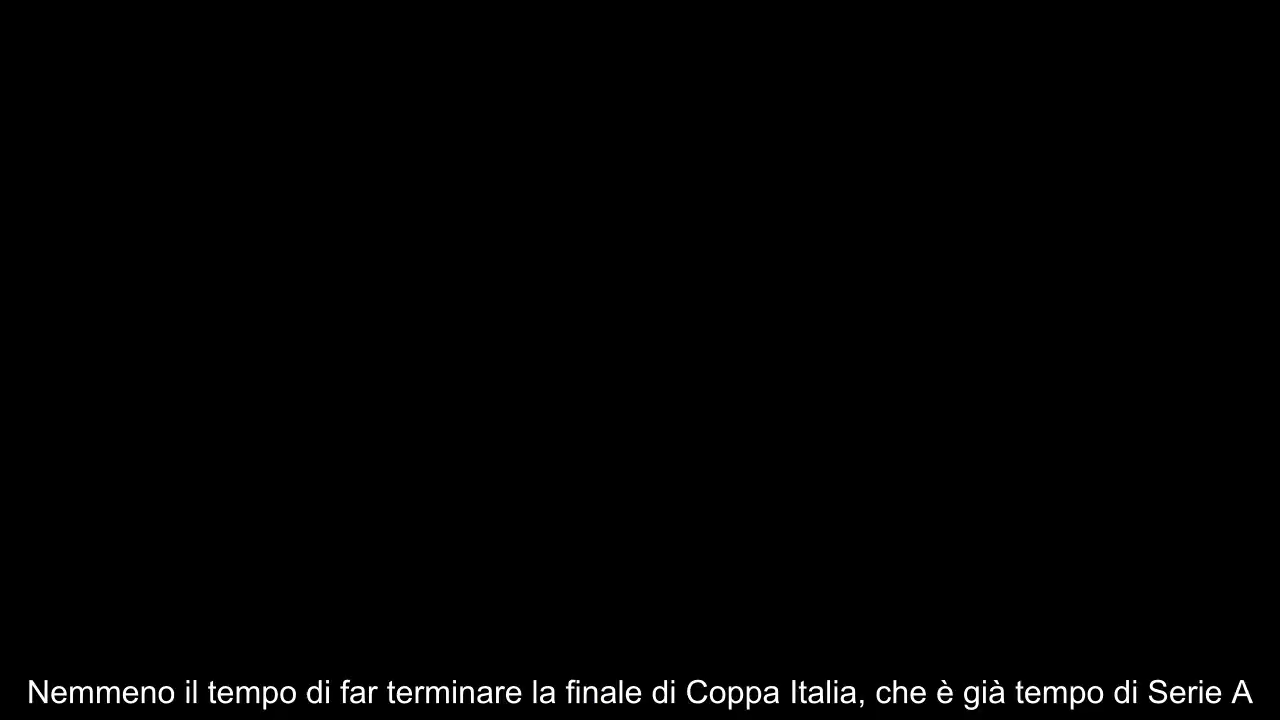 Nemmeno il tempo di far terminare la finale di Coppa Italia, che è già tempo di Serie A